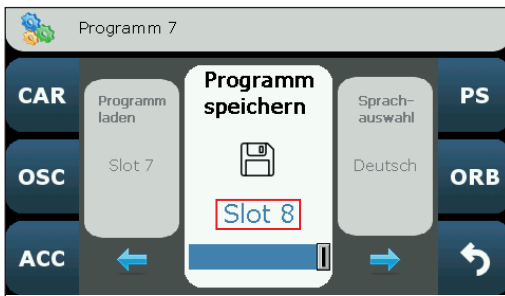 Programm 7
CAR
OSC
ACC
Programm
laden
Slot 7
Programm
speichern
Slot 8
Sprach-
auswahl
Deutsch
PS
ORB